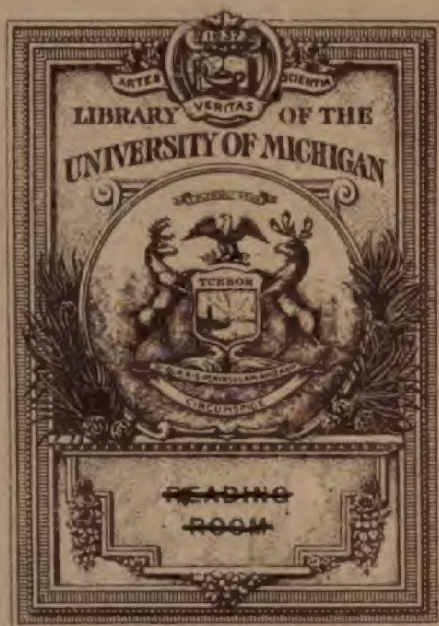 1837
ARTES SCIENTIA
VERITAS
LIBRARY OF THE
UNIVERSITY OF MICHIGAN
TUEBOR
CIRCUMSPICE
READING
ROOM